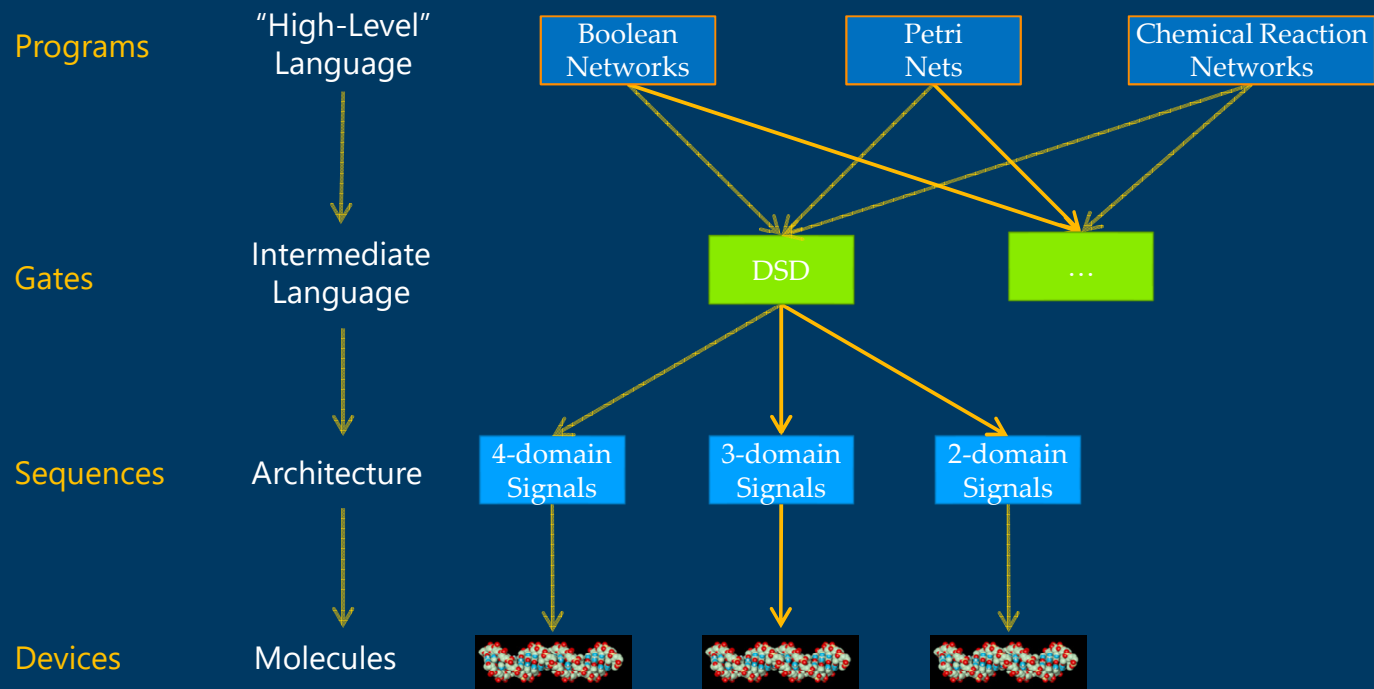 Programs
“High-Level”
Language
Boolean
Networks
Petri
Nets
Chemical Reaction
Networks
Gates
Intermediate
Language
DSD
...
Sequences
Architecture
4-domain
Signals
3-domain
Signals
2-domain
Signals
Devices
Molecules